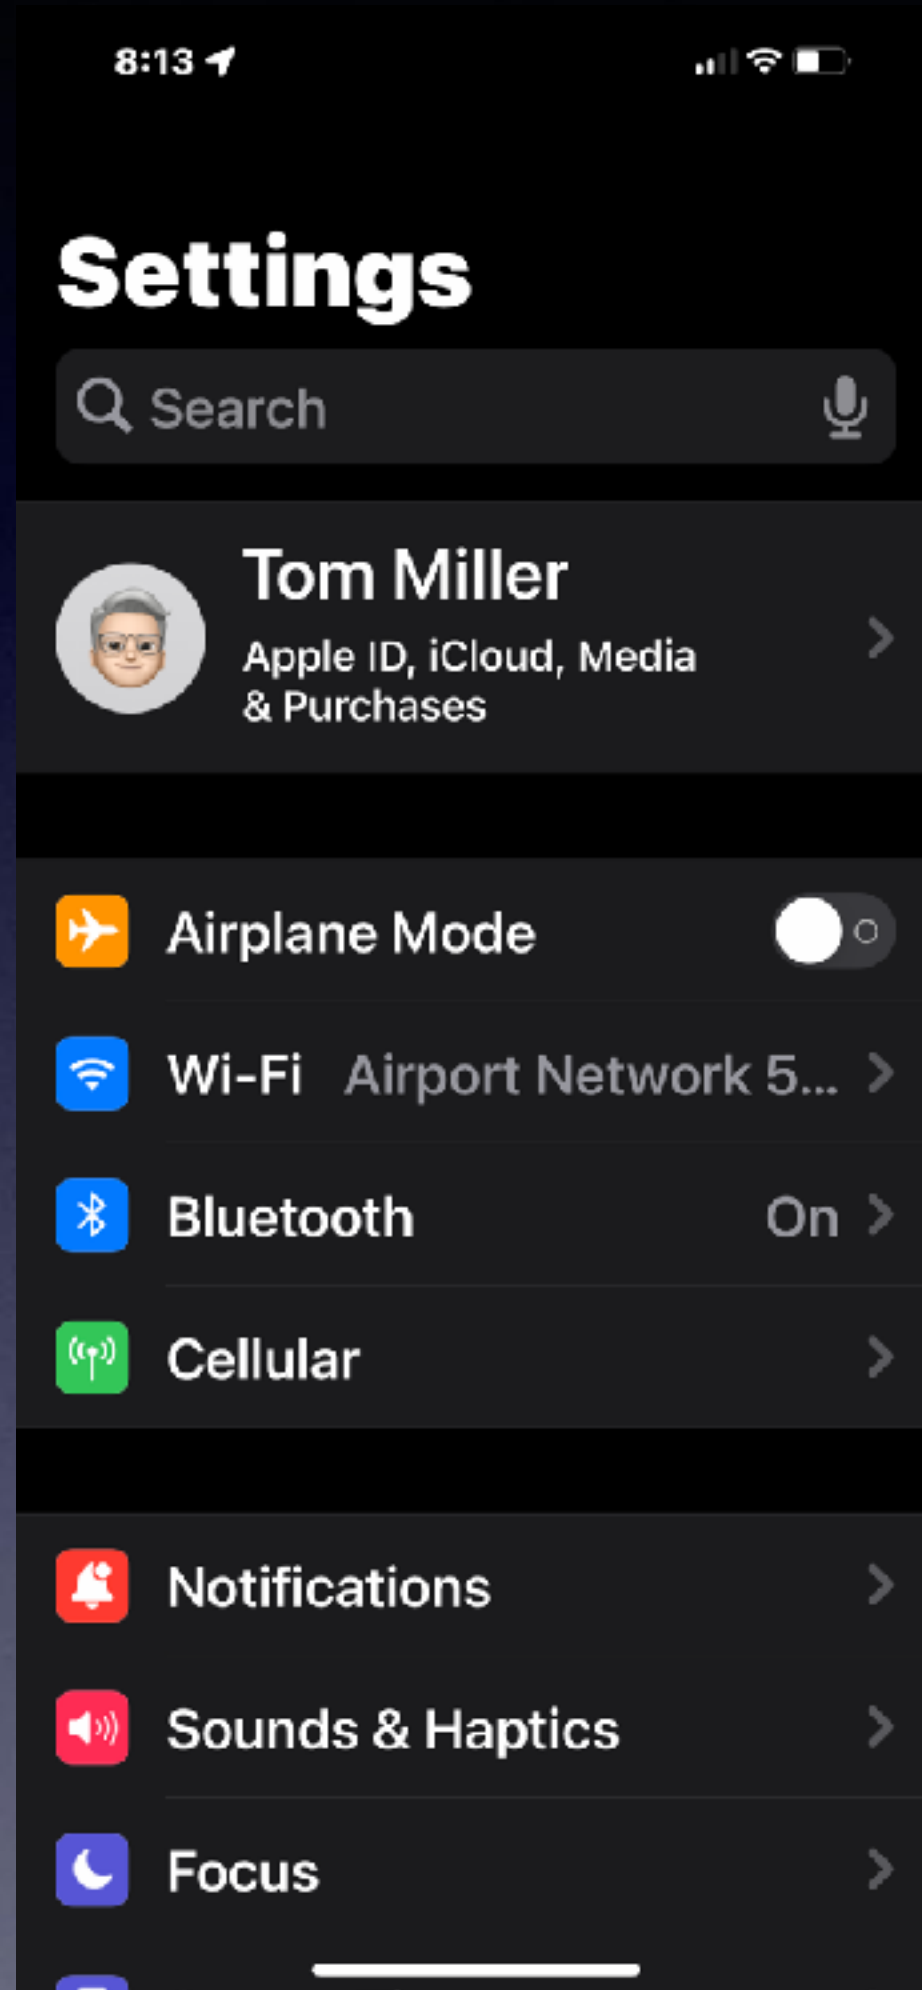 8:13
Settings
Search
Tom Miller
Apple ID, iCloud, Media
& Purchases
Airplane Mode
Wi-Fi Airport Network 5...
Bluetooth On
Cellular
Notifications
Sounds & Haptics
Focus